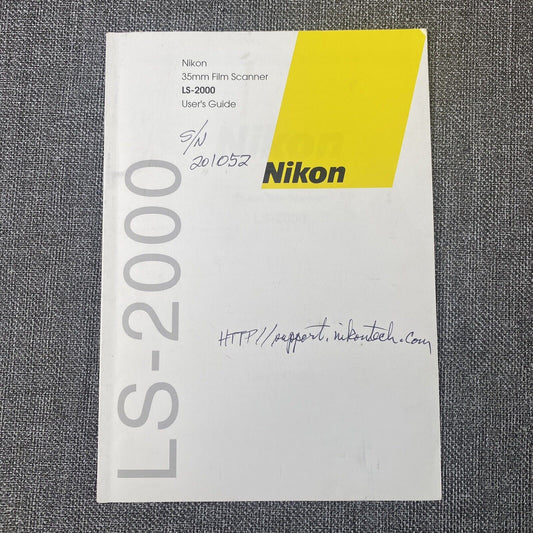 Nikon
35mm Film Scanner
LS-2000
User's Guide
S/N
201052
Nikon
LS-2000
HTTP//support.nikontech.com